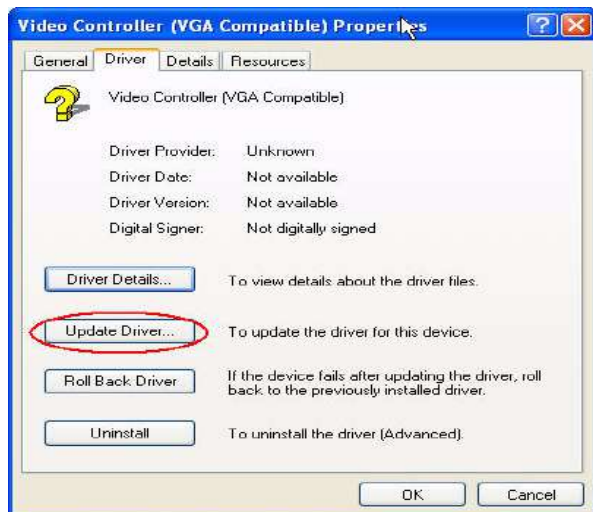 Video Controller (VGA Compatible) Properties
General Driver Details Resources
Video Controller (VGA Compatible)
Driver Provider: Unknown
Driver Date: Not available
Driver Version: Not available
Digital Signer: Not digitally signed
Driver Details... To view details about the driver files.
Update Driver... To update the driver for this device.
Roll Back Driver If the device fails after updating the driver, roll
back to the previously installed driver.
Uninstall To uninstall the driver (Advanced).
OK Cancel